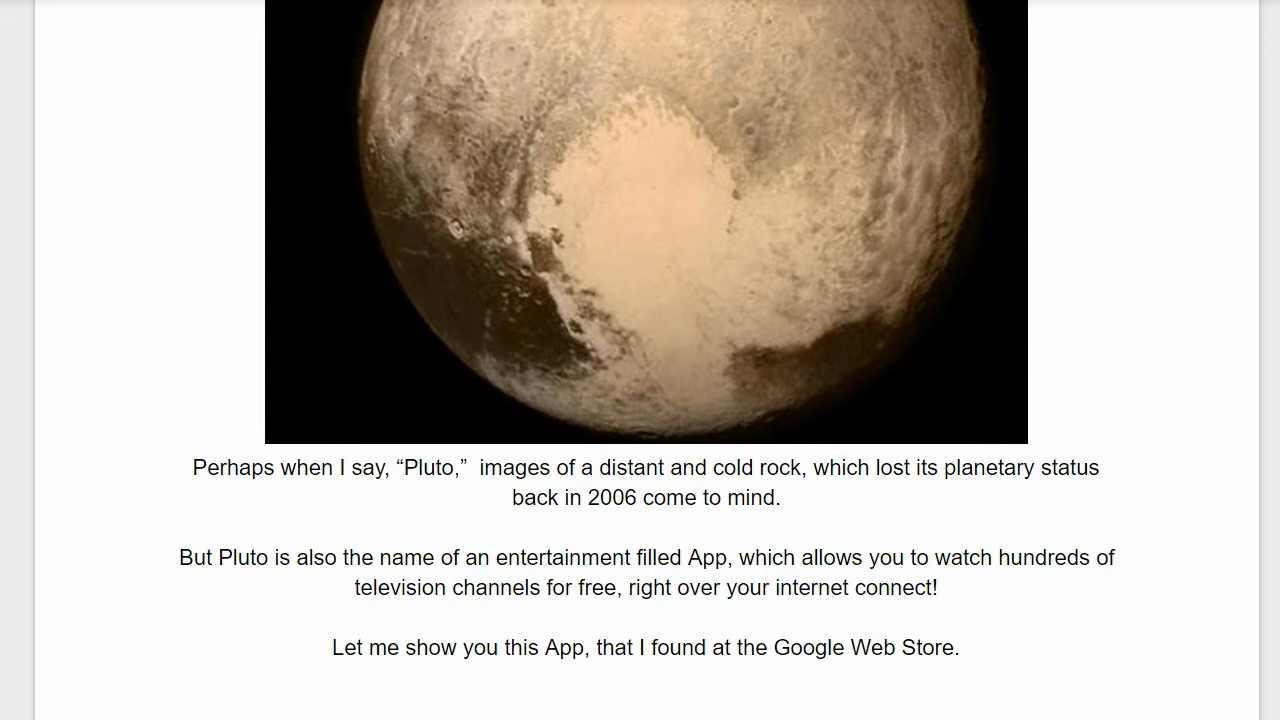 Perhaps when I say, “Pluto,”  images of a distant and cold rock, which lost its planetary status
back in 2006 come to mind.
But Pluto is also the name of an entertainment filled App, which allows you to watch hundreds of
television channels for free, right over your internet connect!
Let me show you this App, that I found at the Google Web Store.